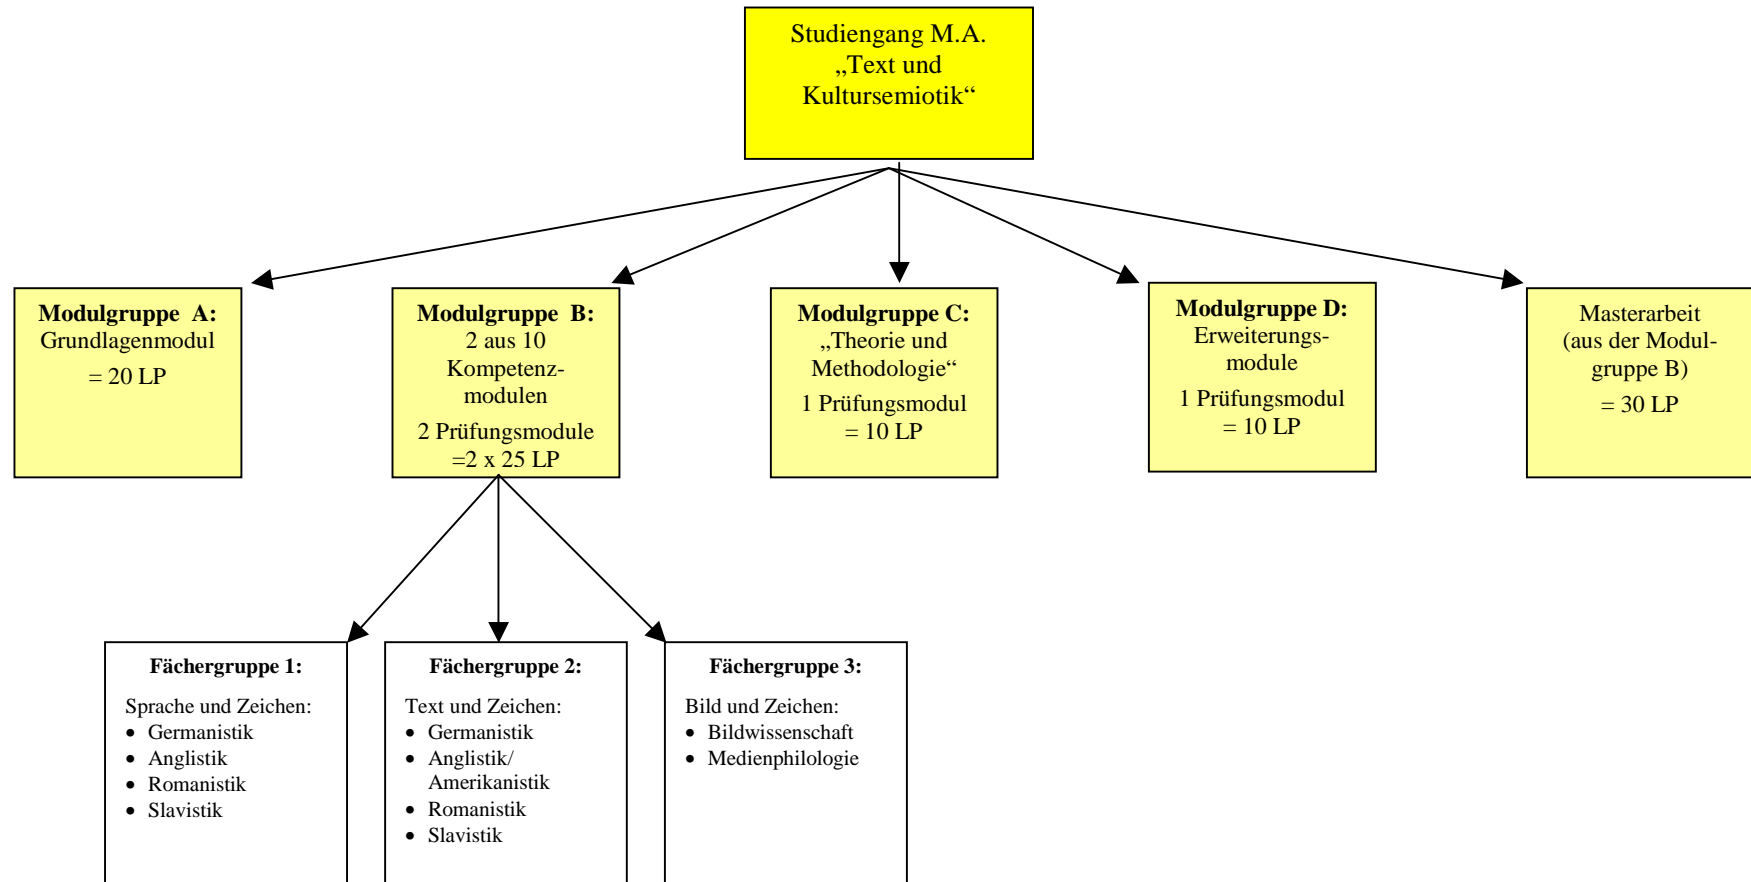 Studiengang M.A.
„Text und
Kultursemiotik“
Modulgruppe A:
Grundlagenmodul
= 20 LP
Modulgruppe B:
2 aus 10
Kompetenz-
modulen
2 Prüfungsmodule
=2 x 25 LP
Modulgruppe C:
„Theorie und
Methodologie“
1 Prüfungsmodul
= 10 LP
Modulgruppe D:
Erweiterungs-
module
1 Prüfungsmodul
= 10 LP
Masterarbeit
(aus der Modul-
gruppe B)
= 30 LP
Fächergruppe 1:
Sprache und Zeichen:
• Germanistik
• Anglistik
• Romanistik
• Slavistik
Fächergruppe 2:
Text und Zeichen:
• Germanistik
• Anglistik/
Amerikanistik
• Romanistik
• Slavistik
Fächergruppe 3:
Bild und Zeichen:
• Bildwissenschaft
• Medienphilologie